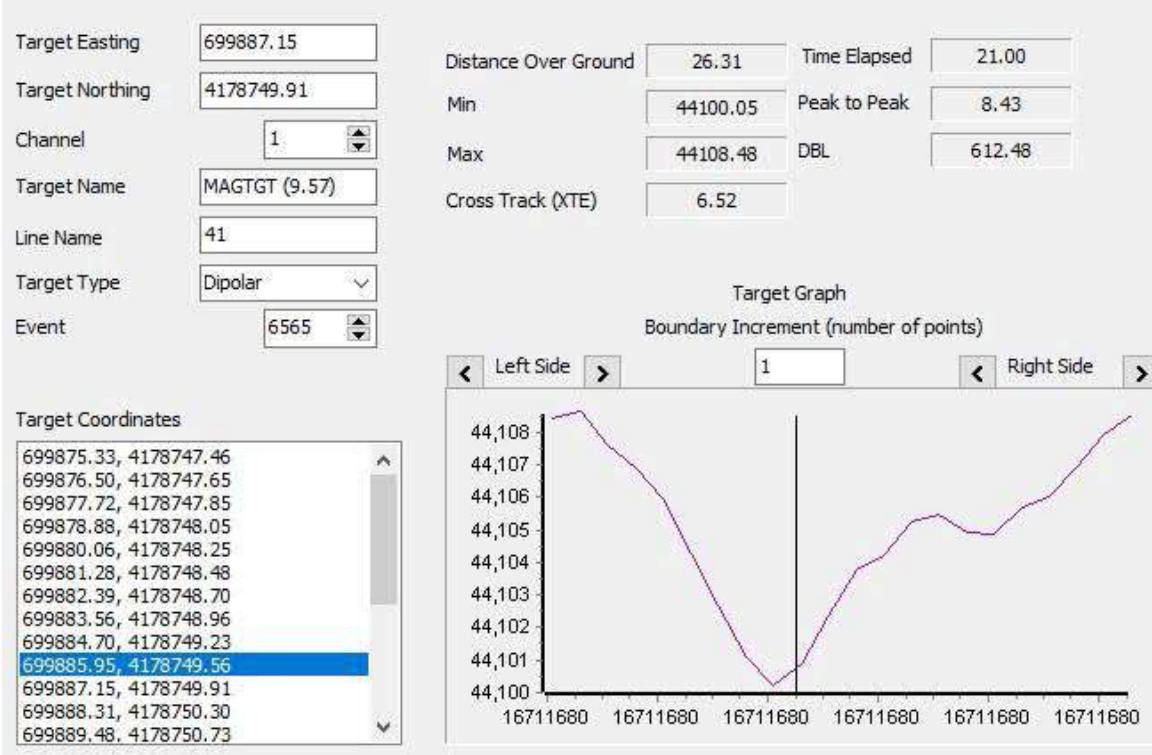 Target Easting 699887.15
Target Northing 4178749.91
Channel 1
Target Name MAGTGT (9.57)
Line Name 41
Target Type Dipolar
Event 6565
Distance Over Ground 26.31 Time Elapsed 21.00
Min 44100.05 Peak to Peak 8.43
Max 44108.48 DBL 612.48
Cross Track (XTE) 6.52
Target Graph
Boundary Increment (number of points)
< Left Side > 1 < Right Side >
Target Coordinates
699875.33, 4178747.46
699876.50, 4178747.65
699877.72, 4178747.85
699878.88, 4178748.05
699880.06, 4178748.25
699881.28, 4178748.48
699882.39, 4178748.70
699883.56, 4178748.96
699884.70, 4178749.23
699885.95, 4178749.56
699887.15, 4178749.91
699888.31, 4178750.30
699889.48, 4178750.73
44,108
44,107
44,106
44,105
44,104
44,103
44,102
44,101
44,100
16711680 16711680 16711680 16711680 16711680 16711680